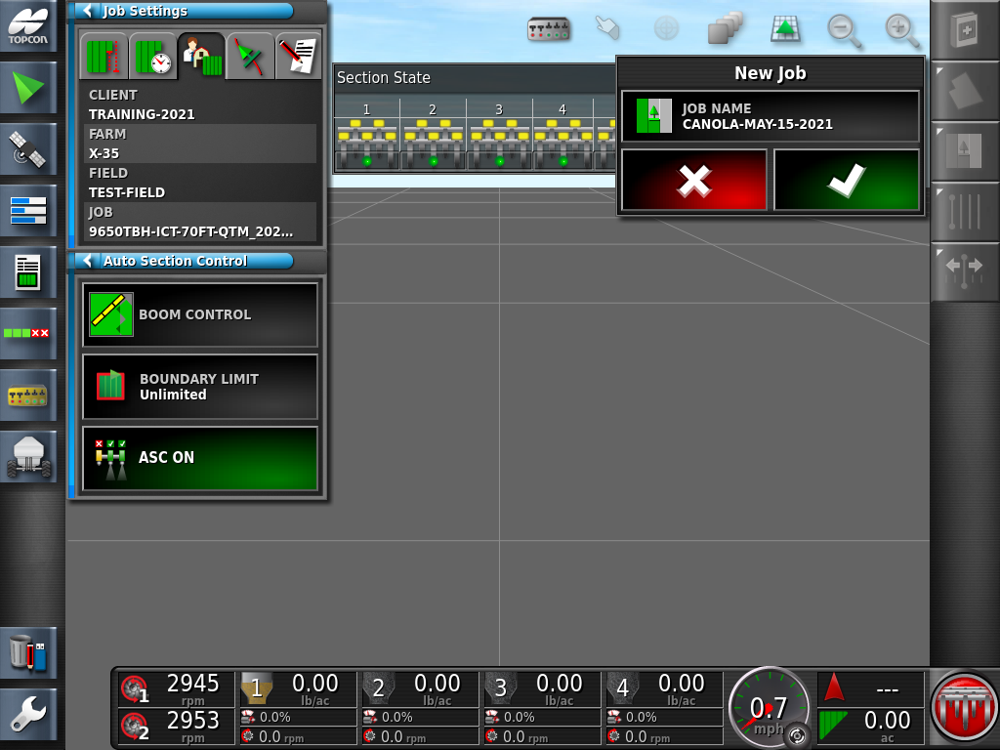 TOPCON
Job Settings
CLIENT
TRAINING-2021
FARM
X-35
FIELD
TEST-FIELD
JOB
9650TBH-ICT-70FT-QTM_202...
Auto Section Control
BOOM CONTROL
BOUNDARY LIMIT
Unlimited
ASC ON
Section State
1 2 3 4
New Job
JOB NAME
CANOLA-MAY-15-2021
1 2945
rpm
2 2953
rpm
1 0.00
lb/ac
0.0%
0.0 rpm
2 0.00
lb/ac
0.0%
0.0 rpm
3 0.00
lb/ac
0.0%
0.0 rpm
4 0.00
lb/ac
0.0%
0.0 rpm
0.7
mph
---
0.00
ac